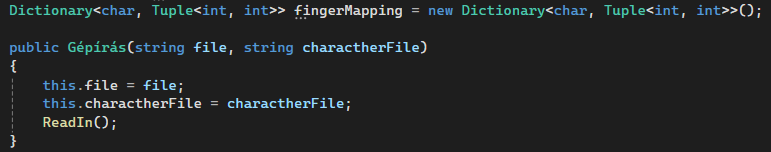 Dictionary<char, Tuple<int, int>> fingerMapping = new Dictionary<char, Tuple<int, int>>();
public Gépírás(string file, string charactherFile)
{
this.file = file;
this.charactherFile = charactherFile;
ReadIn();
}